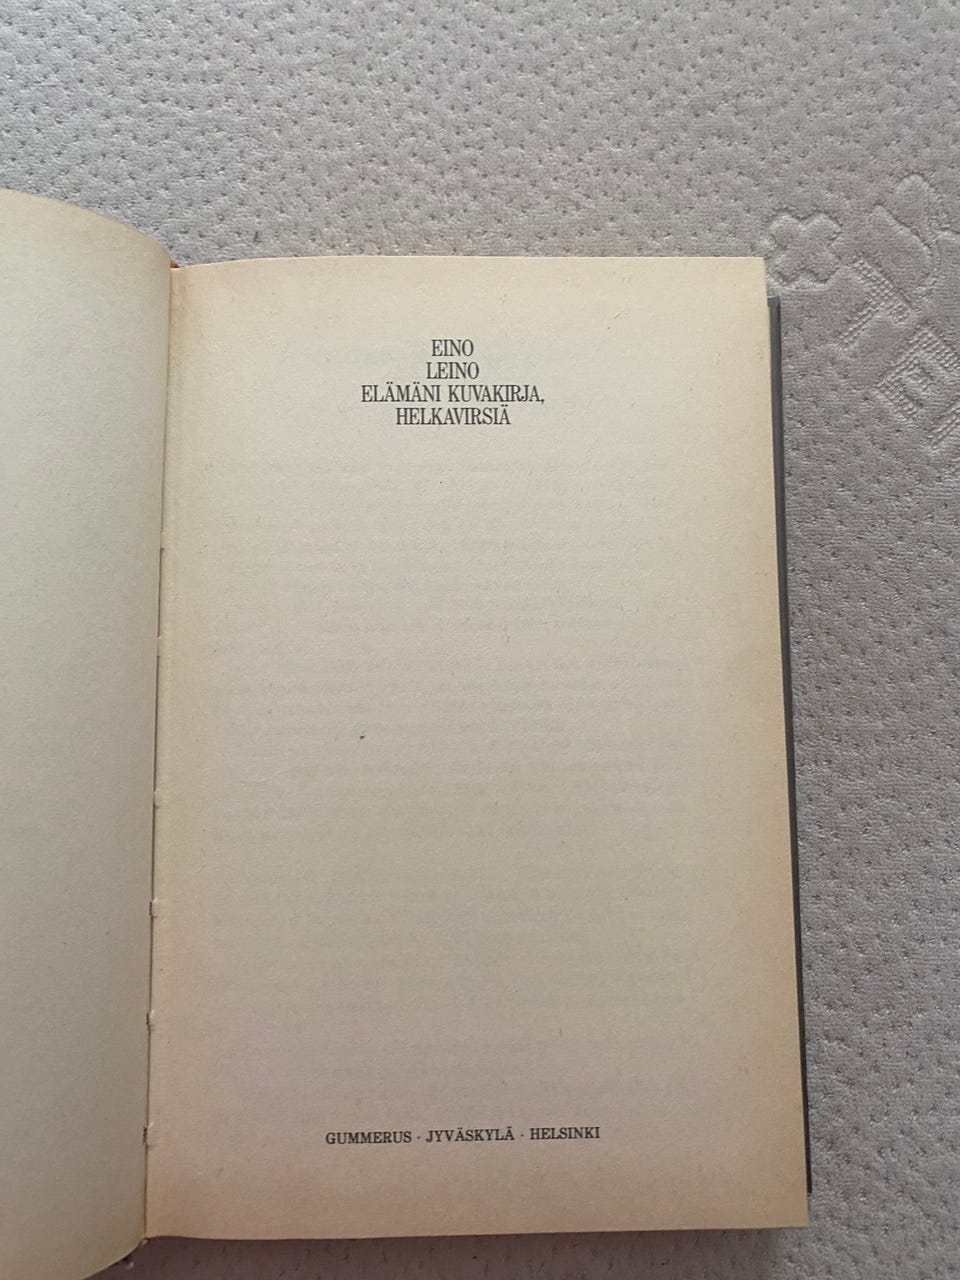 EINO
LEINO
ELÄMÄNI KUVAKIRJA,
HELKAVIRSIÄ
GUMMERUS · JYVÄSKYLÄ · HELSINKI